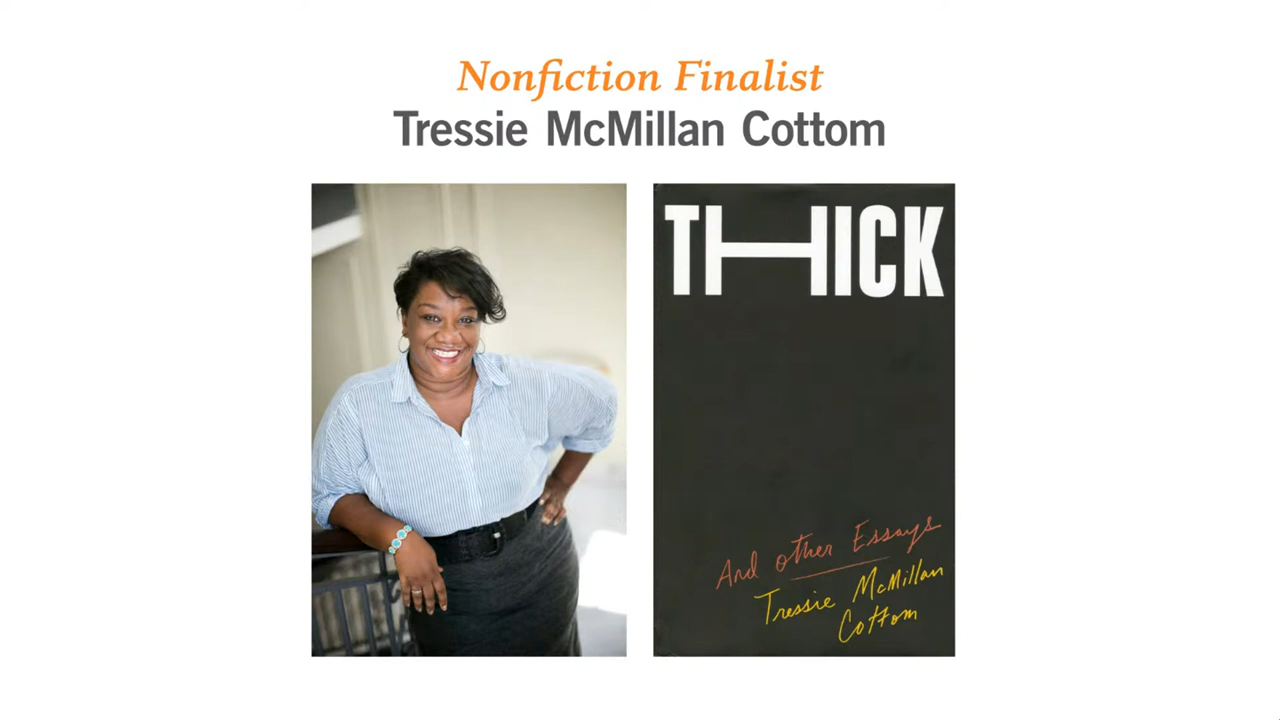 Nonfiction Finalist
Tressie McMillan Cottom
THICK
And other Essays
Tressie McMillan
Cottom